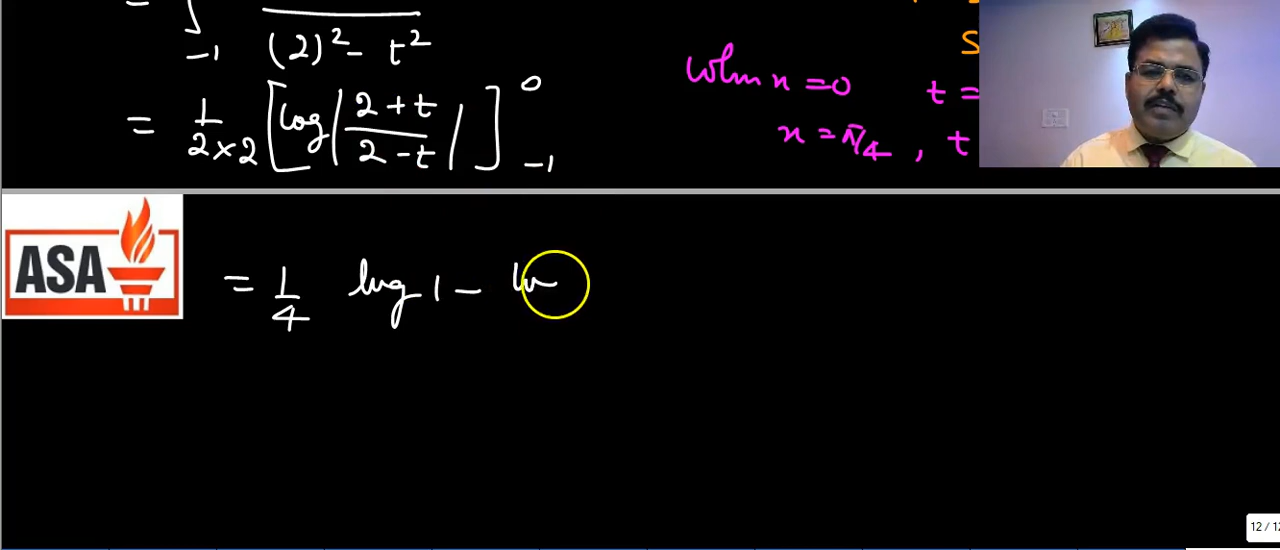 = ∫
-1 (2)² - t²
= 1/2×2 [log |2+t/2-t|] 0 -1
when x = 0 t =
x = π/4 , t
ASA
= 1/4 log 1 -
12 / 12